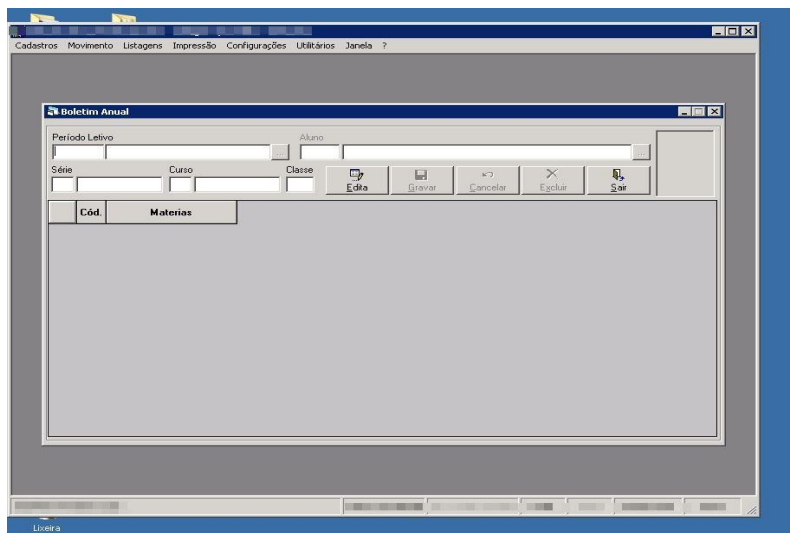 Cadastros Movimento Listagens Impressão Configurações Utilitários Janela ?
Boletim Anual
Período Letivo Aluno
... ...
Série Curso Classe
Edita Gravar Cancelar Excluir Sair
Cód. Materias
Lixeira